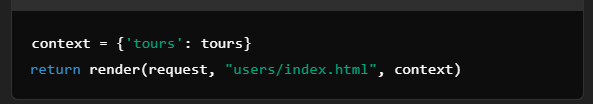 context = {'tours': tours}
return render(request, "users/index.html", context)